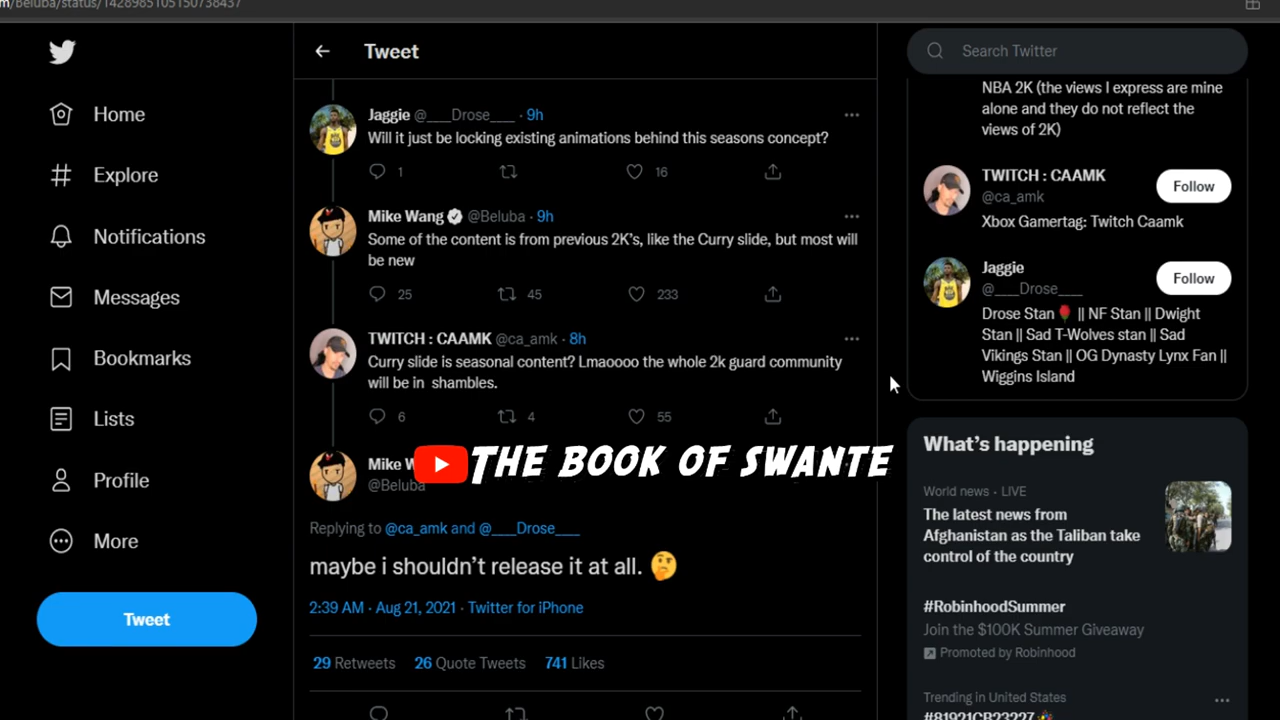 m/Beluba/status/1428985105150738437
Tweet
Search Twitter
Home
Explore
Notifications
Messages
Bookmarks
Lists
Profile
More
Tweet
Jaggie @___Drose___ · 9h
Will it just be locking existing animations behind this seasons concept?
1 16
Mike Wang @Beluba · 9h
Some of the content is from previous 2K's, like the Curry slide, but most will
be new
25 45 233
TWITCH : CAAMK @ca_amk · 8h
Curry slide is seasonal content? Lmaoooo the whole 2k guard community
will be in shambles.
6 4 55
THE BOOK OF SWANTE
Mike W
@Beluba
Replying to @ca_amk and @___Drose___
maybe i shouldn't release it at all. 🤔
2:39 AM · Aug 21, 2021 · Twitter for iPhone
29 Retweets 26 Quote Tweets 741 Likes
NBA 2K (the views I express are mine
alone and they do not reflect the
views of 2K)
TWITCH : CAAMK
@ca_amk
Follow
Xbox Gamertag: Twitch Caamk
Jaggie
@___Drose___
Follow
Drose Stan🌹 || NF Stan || Dwight
Stan || Sad T-Wolves stan || Sad
Vikings Stan || OG Dynasty Lynx Fan ||
Wiggins Island
What's happening
World news · LIVE
The latest news from
Afghanistan as the Taliban take
control of the country
#RobinhoodSummer
Join the $100K Summer Giveaway
Promoted by Robinhood
Trending in United States